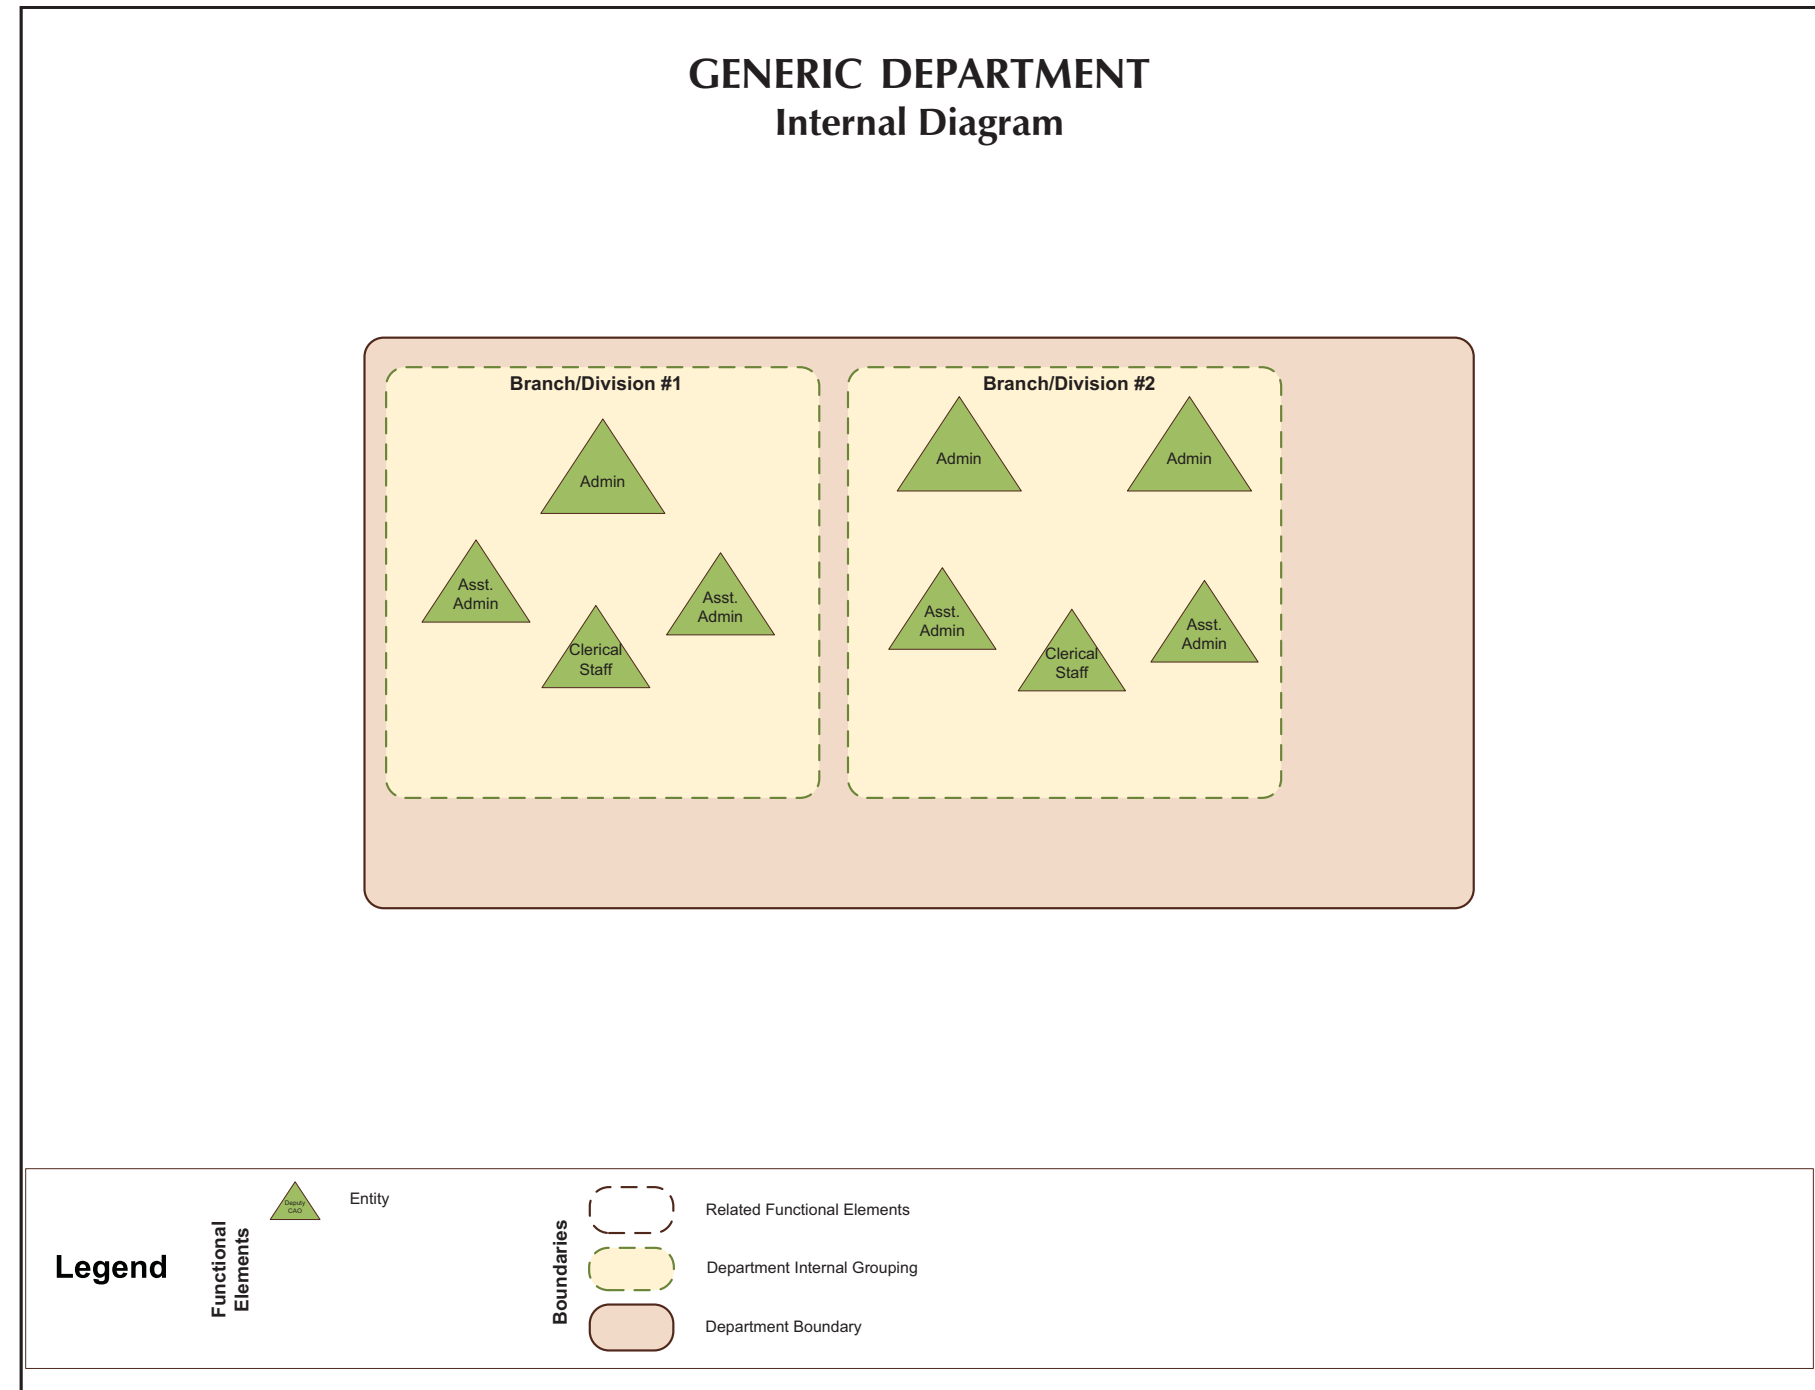 GENERIC DEPARTMENT
Internal Diagram
Branch/Division #1
Admin
Asst.
Admin
Asst.
Admin
Clerical
Staff
Branch/Division #2
Admin
Admin
Asst.
Admin
Asst.
Admin
Clerical
Staff
Legend
Functional
Elements
Deputy
CAO
Entity
Boundaries
Related Functional Elements
Department Internal Grouping
Department Boundary